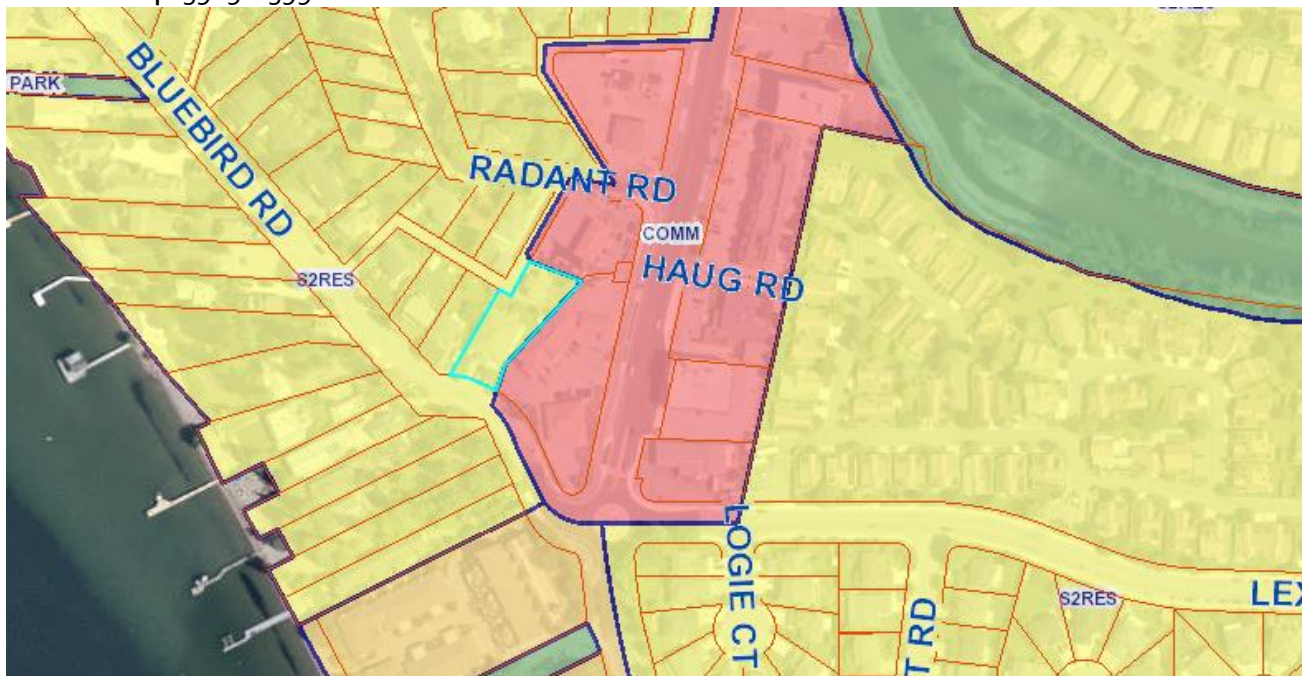 BLUEBIRD RD
PARK
RADANT RD
COMM
S2RES
HAUG RD
LOGIE CT
S2RES
LEX
T RD